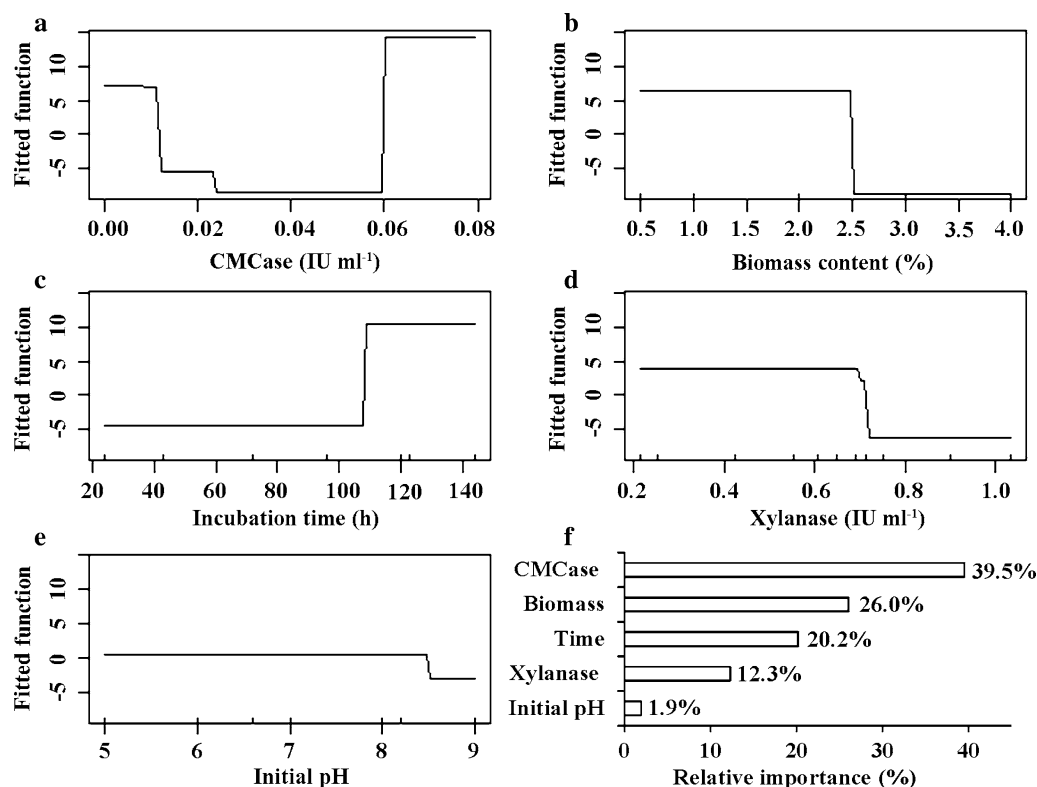 a
Fitted function
10
5
0
-5
0.00 0.02 0.04 0.06 0.08
CMCase (IU ml⁻¹)
b
Fitted function
10
5
0
-5
0.5 1.0 1.5 2.0 2.5 3.0 3.5 4.0
Biomass content (%)
c
Fitted function
10
5
0
-5
20 40 60 80 100 120 140
Incubation time (h)
d
Fitted function
10
5
0
-5
0.2 0.4 0.6 0.8 1.0
Xylanase (IU ml⁻¹)
e
Fitted function
10
5
0
-5
5 6 7 8 9
Initial pH
f
CMCase 39.5%
Biomass 26.0%
Time 20.2%
Xylanase 12.3%
Initial pH 1.9%
0 10 20 30 40
Relative importance (%)